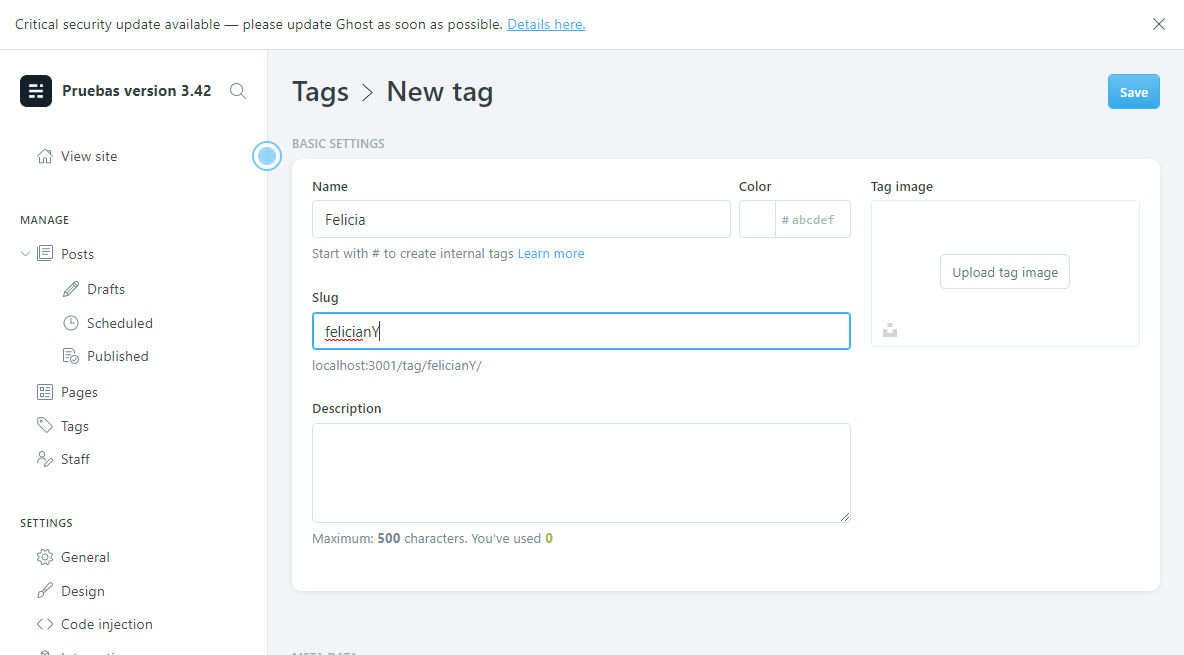 Critical security update available — please update Ghost as soon as possible. Details here.
Pruebas version 3.42
Tags > New tag
Save
View site
BASIC SETTINGS
Name
Color
Tag image
Felicia
# abcdef
Start with # to create internal tags Learn more
Upload tag image
Slug
felicianY
localhost:3001/tag/felicianY/
Description
Maximum: 500 characters. You've used 0
MANAGE
Posts
Drafts
Scheduled
Published
Pages
Tags
Staff
SETTINGS
General
Design
Code injection
META DATA